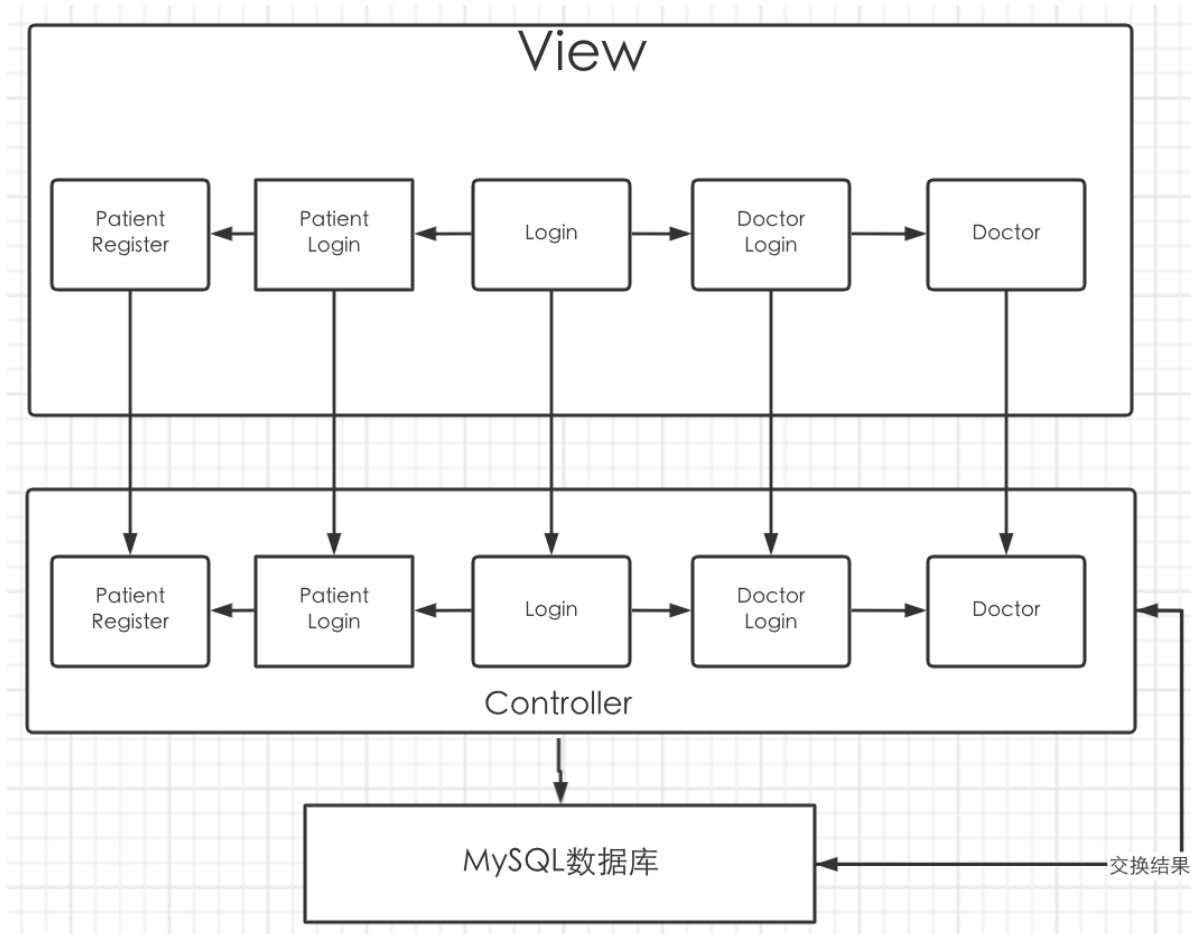 View
Patient
Register
Patient
Login
Login
Doctor
Login
Doctor
Patient
Register
Patient
Login
Login
Doctor
Login
Doctor
Controller
MySQL数据库
交换结果